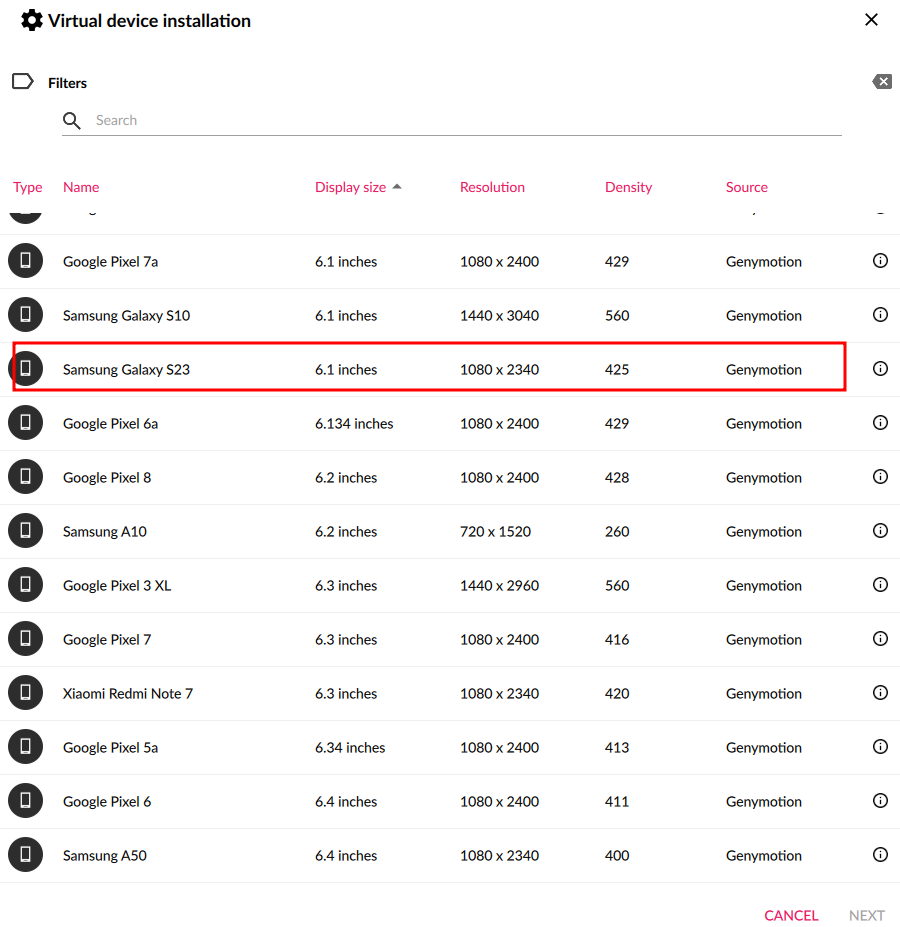 Virtual device installation
Filters
Search
Type Name Display size Resolution Density Source
Google Pixel 7a 6.1 inches 1080 x 2400 429 Genymotion
Samsung Galaxy S10 6.1 inches 1440 x 3040 560 Genymotion
Samsung Galaxy S23 6.1 inches 1080 x 2340 425 Genymotion
Google Pixel 6a 6.134 inches 1080 x 2400 429 Genymotion
Google Pixel 8 6.2 inches 1080 x 2400 428 Genymotion
Samsung A10 6.2 inches 720 x 1520 260 Genymotion
Google Pixel 3 XL 6.3 inches 1440 x 2960 560 Genymotion
Google Pixel 7 6.3 inches 1080 x 2400 416 Genymotion
Xiaomi Redmi Note 7 6.3 inches 1080 x 2340 420 Genymotion
Google Pixel 5a 6.34 inches 1080 x 2400 413 Genymotion
Google Pixel 6 6.4 inches 1080 x 2400 411 Genymotion
Samsung A50 6.4 inches 1080 x 2340 400 Genymotion
CANCEL NEXT